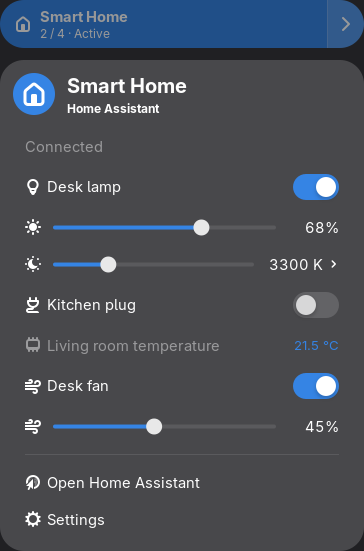 Smart Home
2 / 4 · Active
Smart Home
Home Assistant
Connected
Desk lamp
68%
3300 K
Kitchen plug
Living room temperature 21.5 °C
Desk fan
45%
Open Home Assistant
Settings